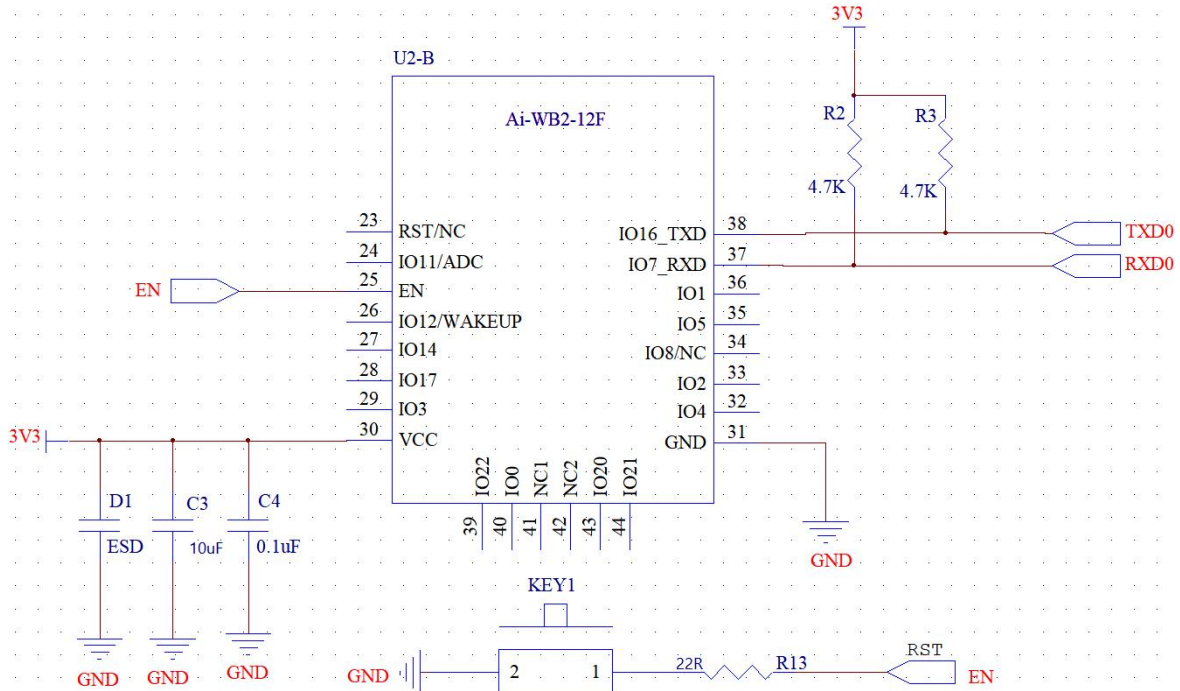 3V3
U2-B
Ai-WB2-12F
R2
R3
4.7K
4.7K
23
RST/NC
24
IO11/ADC
25
EN
EN
26
IO12/WAKEUP
27
IO14
28
IO17
29
IO3
30
VCC
3V3
IO16_TXD
38
TXD0
IO7_RXD
37
RXD0
IO1
36
IO5
35
IO8/NC
34
IO2
33
IO4
32
GND
31
IO22
IO0
NC1
NC2
IO20
IO21
39
40
41
42
43
44
D1
ESD
C3
10uF
C4
0.1uF
GND
GND
GND
GND
KEY1
GND
2
1
22R
R13
RST
EN